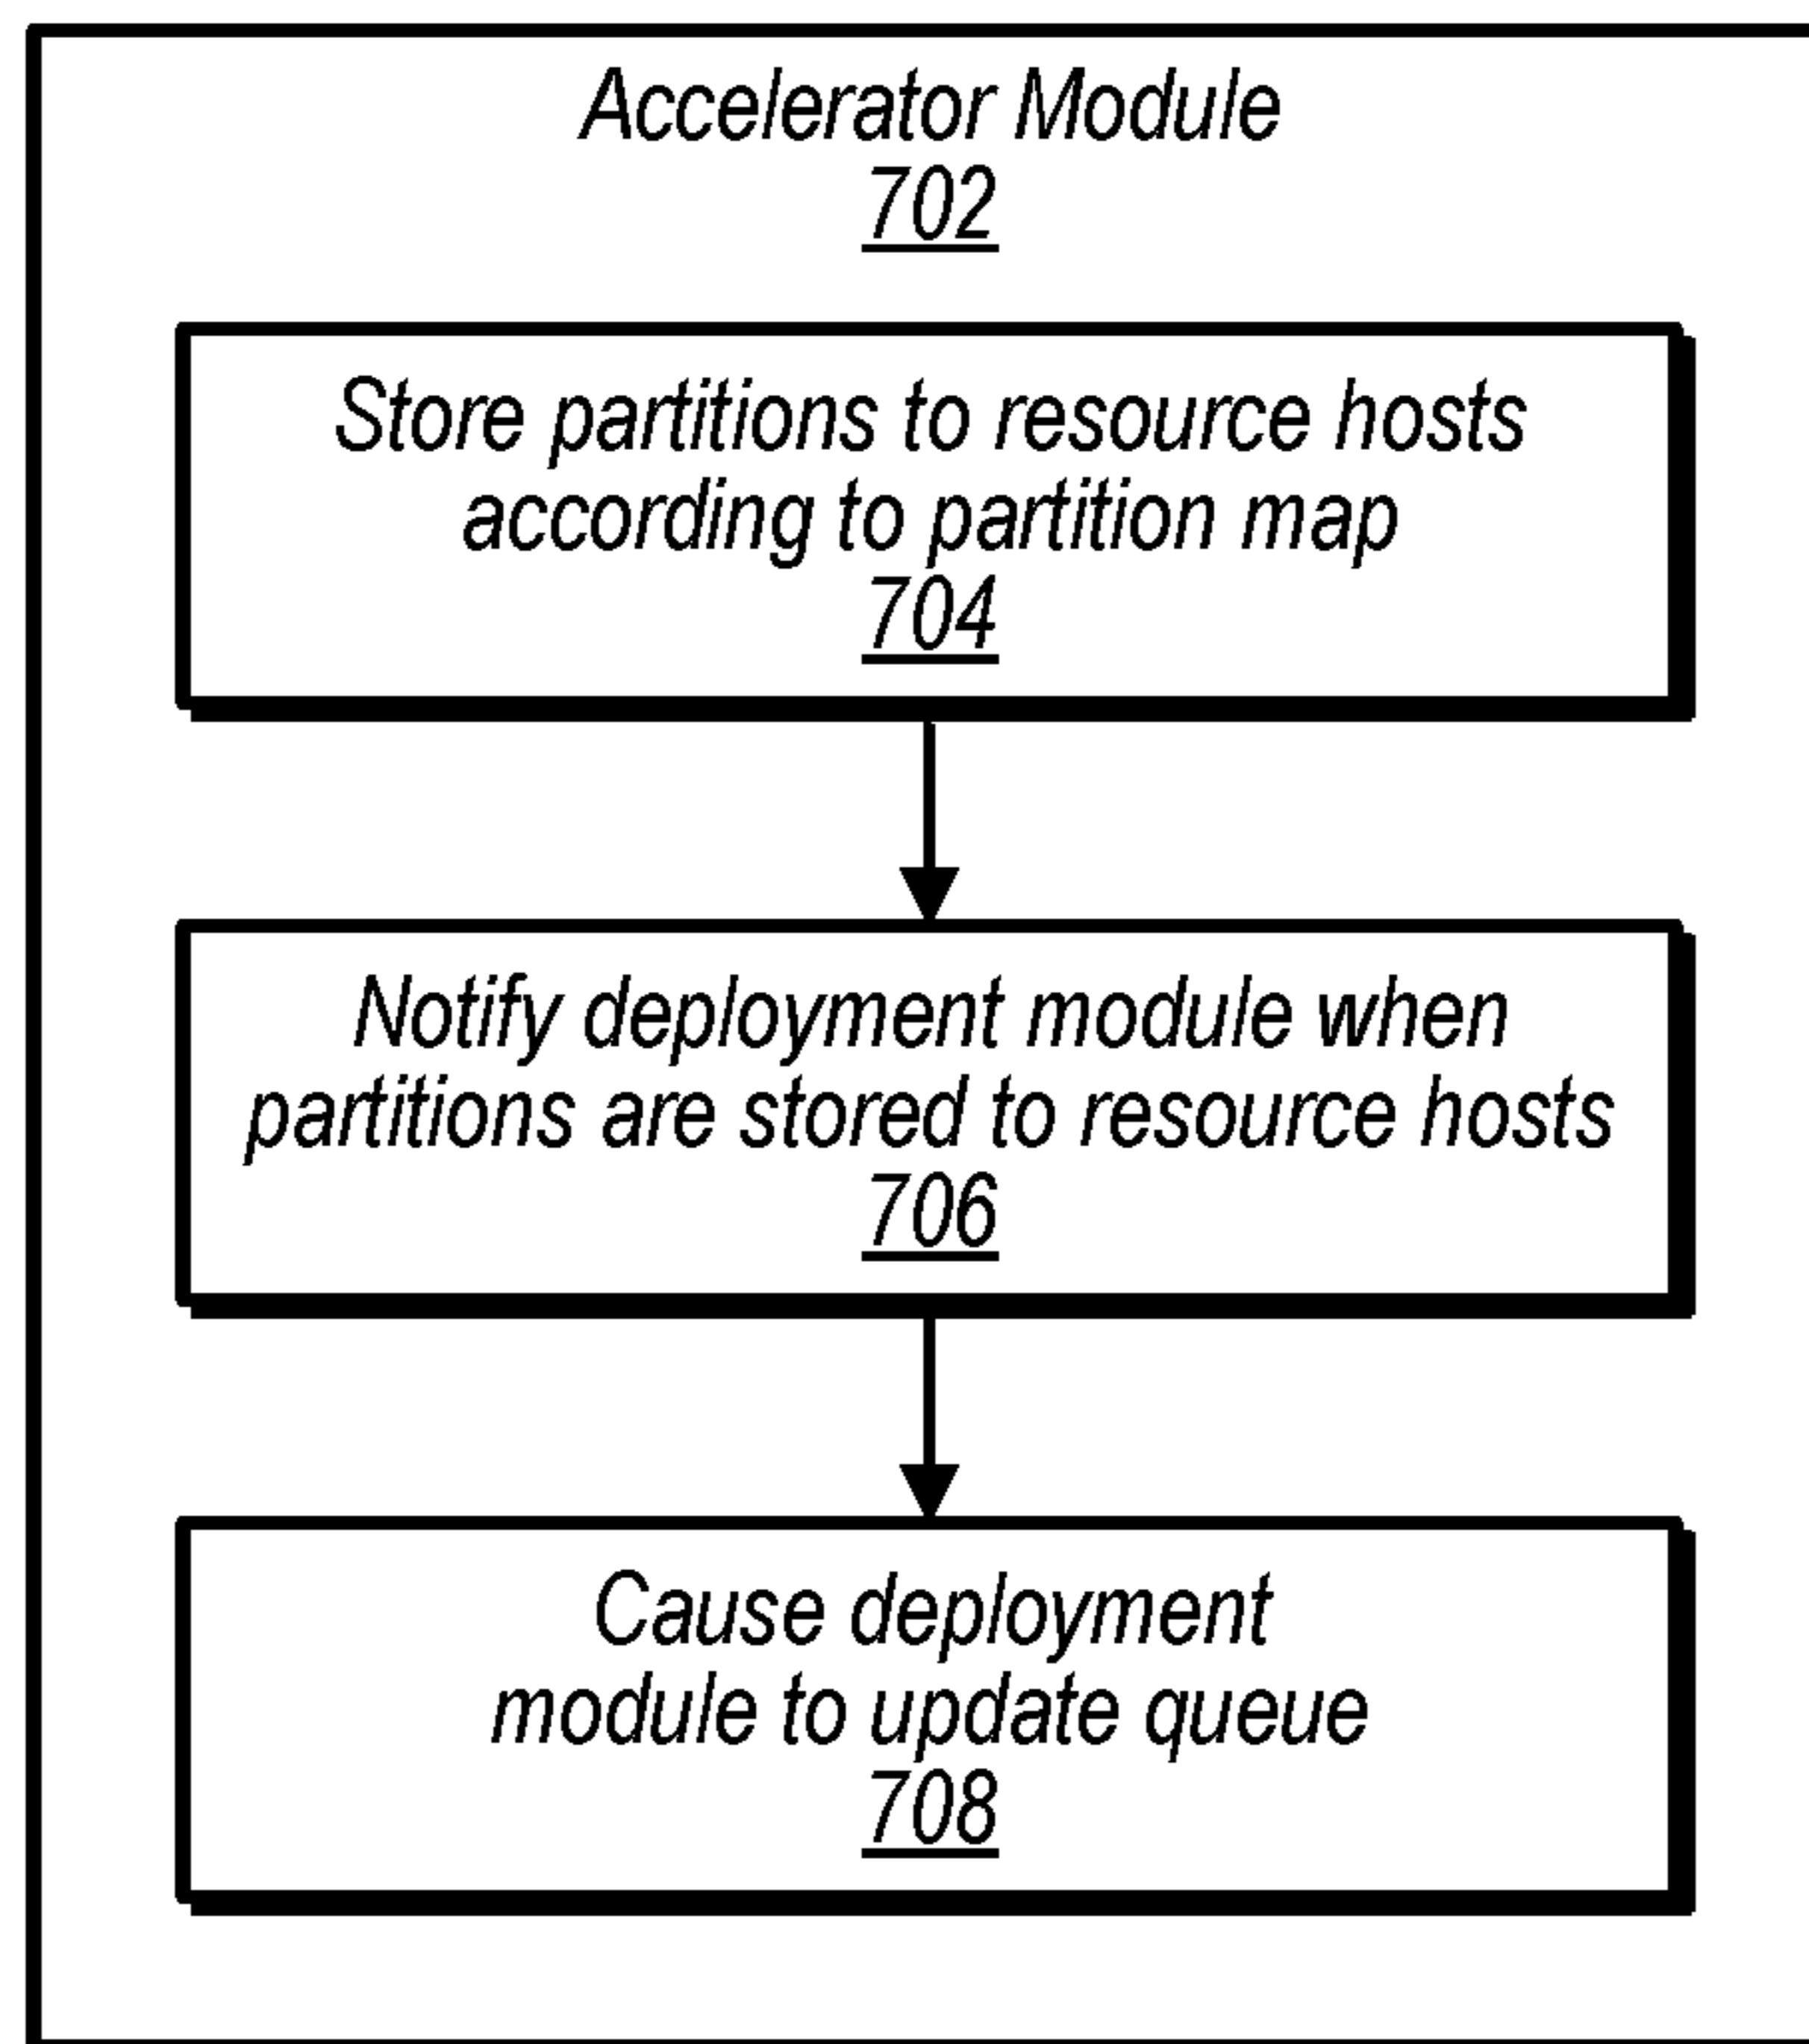 Accelerator Module
702
Store partitions to resource hosts
according to partition map
704
Notify deployment module when
partitions are stored to resource hosts
706
Cause deployment
module to update queue
708